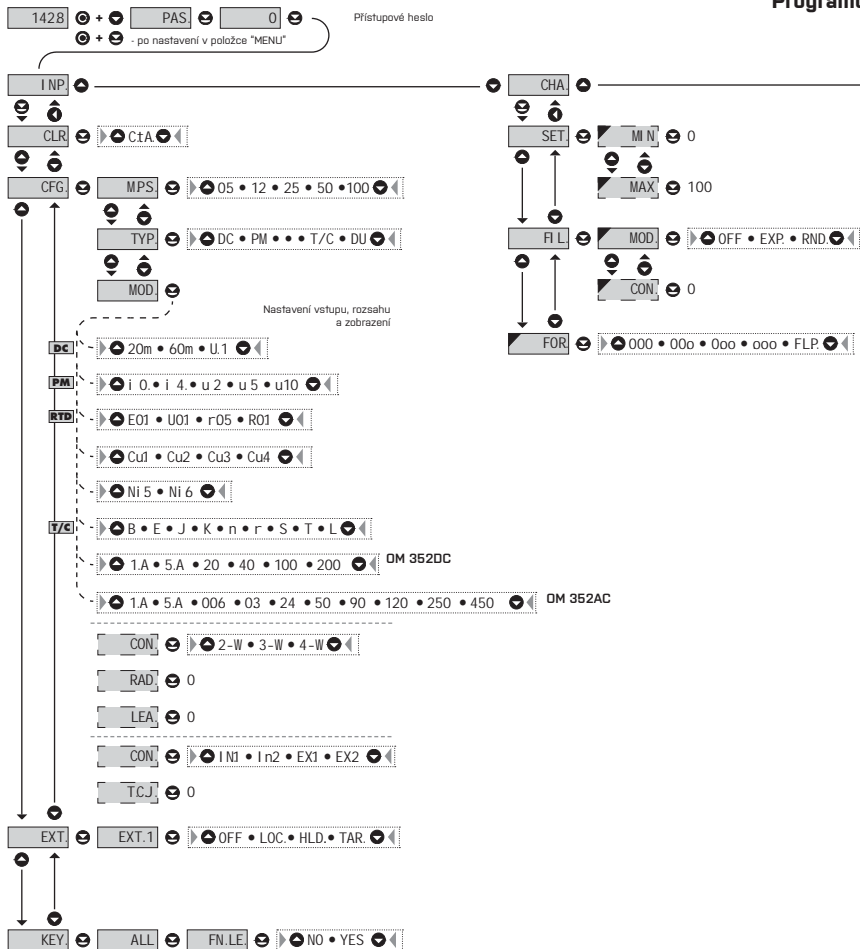 Programo
1428 + PAS. 0 Přístupové heslo
+ - po nastavení v položce "MENU"
INP. CHA.
CLR. CtA.
SET. MIN 0
MAX 100
CFG. MPS. 05 • 12 • 25 • 50 •100
TYP. DC • PM • • • T/C • DU
FIL. MOD. OFF • EXP. • RND.
CON. 0
MOD.
Nastavení vstupu, rozsahu
a zobrazení
FOR. 000 • 00o • 0oo • ooo • FLP.
DC 20m • 60m • U.1
PM i 0. • i 4. • u 2 • u 5 • u10
RTD E01 • U01 • r05 • R01
Cu1 • Cu2 • Cu3 • Cu4
Ni 5 • Ni 6
T/C B • E • J • K • n • r • S • T • L
1.A • 5.A • 20 • 40 • 100 • 200 OM 352DC
1.A • 5.A • 006 • 03 • 24 • 50 • 90 • 120 • 250 • 450 OM 352AC
CON. 2-W • 3-W • 4-W
RAD. 0
LEA. 0
CON. IN1 • In2 • EX1 • EX2
T.C.J. 0
EXT. EXT.1 OFF • LOC. • HLD. • TAR.
KEY. ALL FN.LE. NO • YES